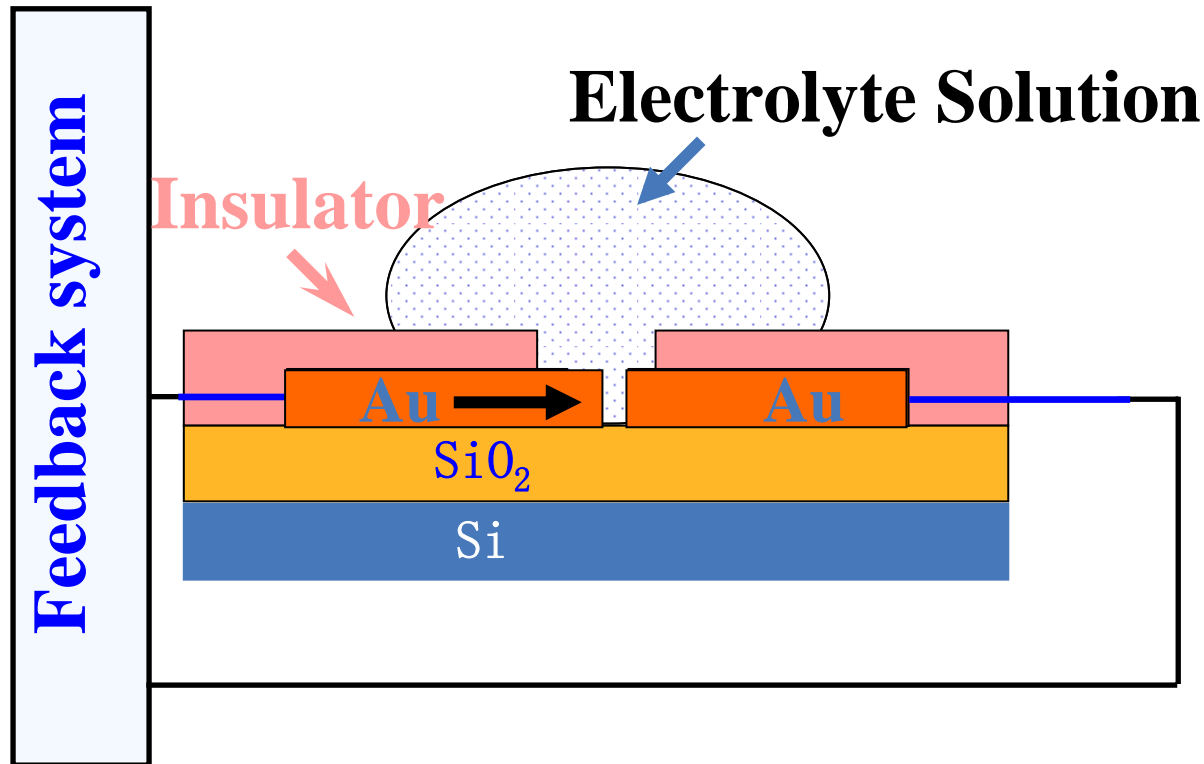 Feedback system
Electrolyte Solution
Insulator
Au
Au
SiO₂
Si